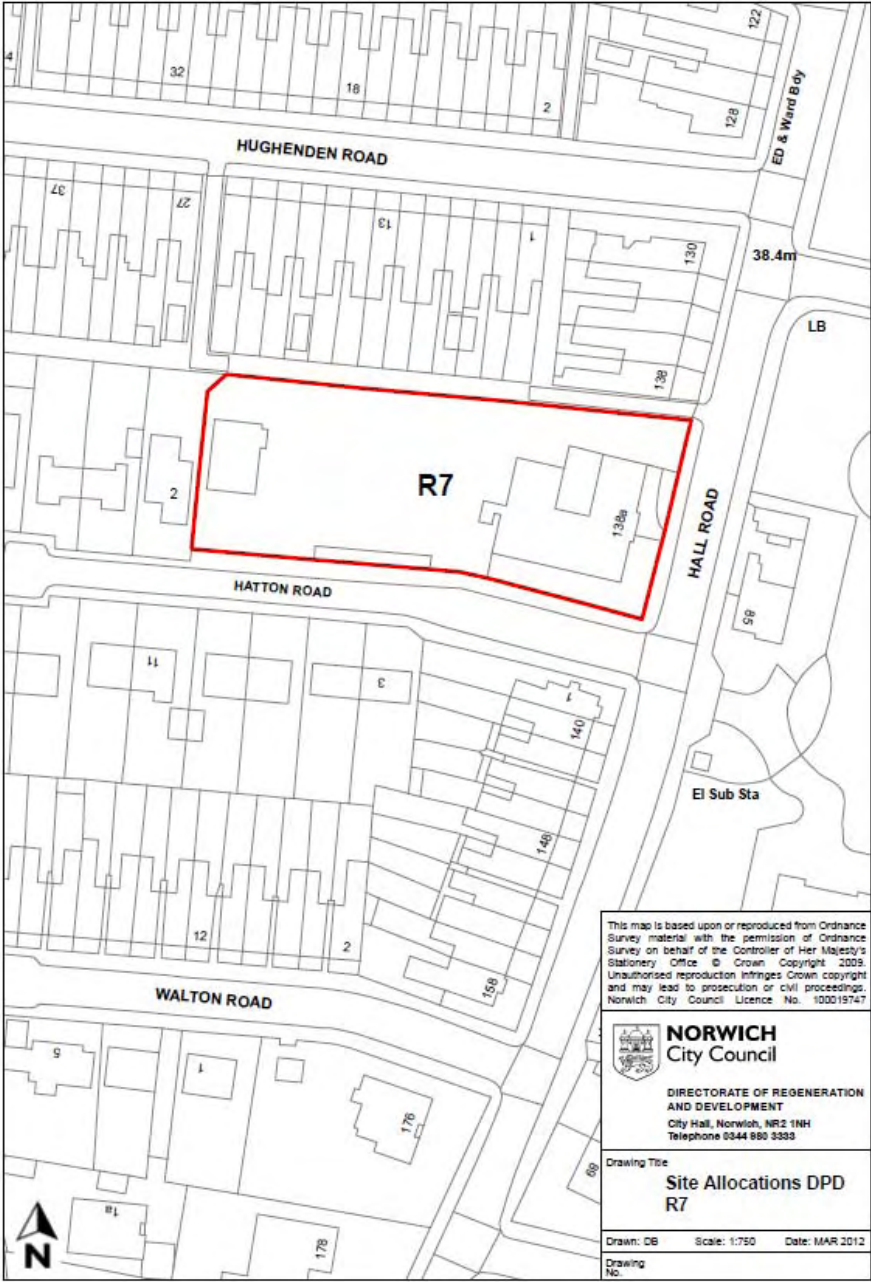 122
4
32
18
2
128
ED & Ward Bdy
HUGHENDEN ROAD
37
27
13
1
130
38.4m
LB
138
R7
2
138a
HALL ROAD
HATTON ROAD
85
11
3
1
140
El Sub Sta
148
12
2
158
WALTON ROAD
5
1
176
69
1a
178
N
This map is based upon or reproduced from Ordnance
Survey material with the permission of Ordnance
Survey on behalf of the Controller of Her Majesty's
Stationery Office © Crown Copyright 2009.
Unauthorised reproduction infringes Crown copyright
and may lead to prosecution or civil proceedings.
Norwich City Council Licence No. 100019747
NORWICH
City Council
DIRECTORATE OF REGENERATION
AND DEVELOPMENT
City Hall, Norwich, NR2 1NH
Telephone 0344 980 3333
Drawing Title
Site Allocations DPD
R7
Drawn: DB Scale: 1:750 Date: MAR 2012
Drawing
No.